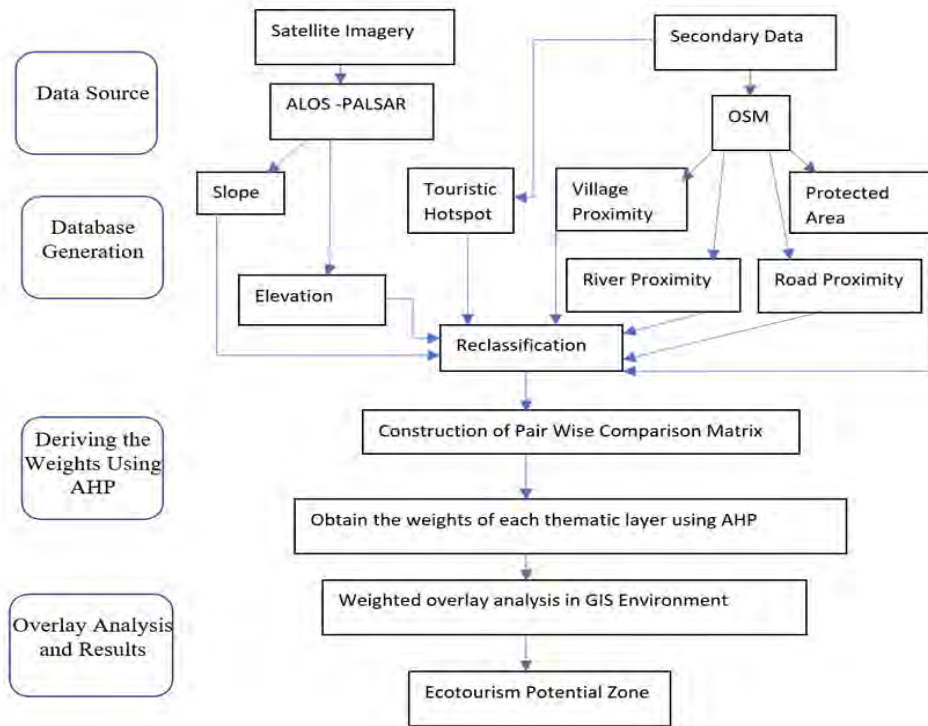 Satellite Imagery
Secondary Data
Data Source
ALOS -PALSAR
OSM
Slope
Touristic
Hotspot
Village
Proximity
Protected
Area
Database
Generation
Elevation
River Proximity
Road Proximity
Reclassification
Deriving the
Weights Using
AHP
Construction of Pair Wise Comparison Matrix
Obtain the weights of each thematic layer using AHP
Overlay Analysis
and Results
Weighted overlay analysis in GIS Environment
Ecotourism Potential Zone